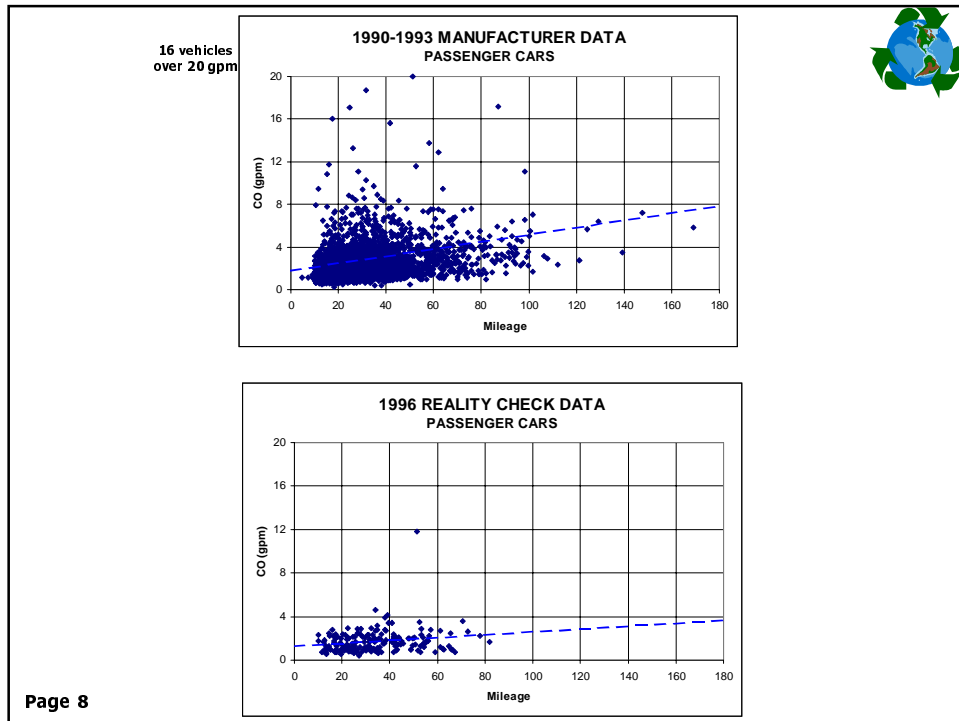 16 vehicles
over 20 gpm
1990-1993 MANUFACTURER DATA
PASSENGER CARS
20
16
12
8
4
0
CO (gpm)
0 20 40 60 80 100 120 140 160 180
Mileage
1996 REALITY CHECK DATA
PASSENGER CARS
20
16
12
8
4
0
CO (gpm)
0 20 40 60 80 100 120 140 160 180
Mileage
Page 8